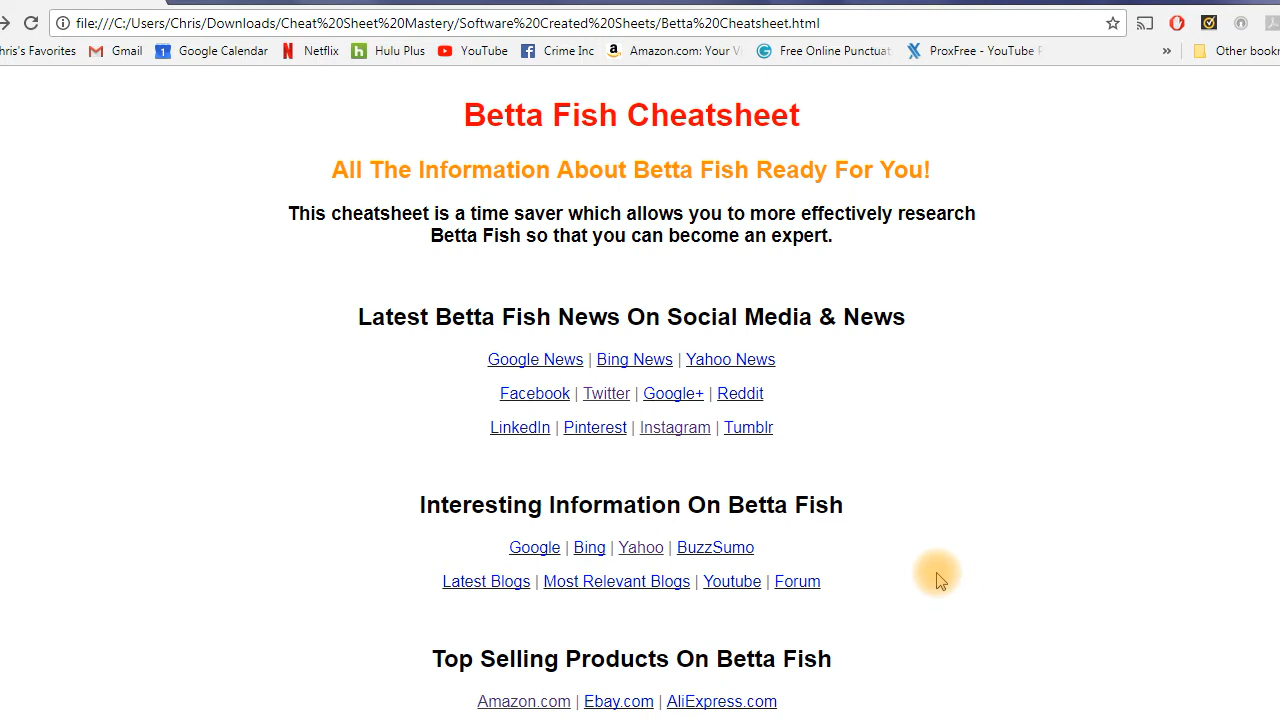 file:///C:/Users/Chris/Downloads/Cheat%20Sheet%20Mastery/Software%20Created%20Sheets/Betta%20Cheatsheet.html
hris's Favorites Gmail Google Calendar Netflix Hulu Plus YouTube Crime Inc Amazon.com: Your Free Online Punctuat ProxFree - YouTube » Other bookm
Betta Fish Cheatsheet
All The Information About Betta Fish Ready For You!
This cheatsheet is a time saver which allows you to more effectively research
Betta Fish so that you can become an expert.
Latest Betta Fish News On Social Media & News
Google News | Bing News | Yahoo News
Facebook | Twitter | Google+ | Reddit
LinkedIn | Pinterest | Instagram | Tumblr
Interesting Information On Betta Fish
Google | Bing | Yahoo | BuzzSumo
Latest Blogs | Most Relevant Blogs | Youtube | Forum
Top Selling Products On Betta Fish
Amazon.com | Ebay.com | AliExpress.com